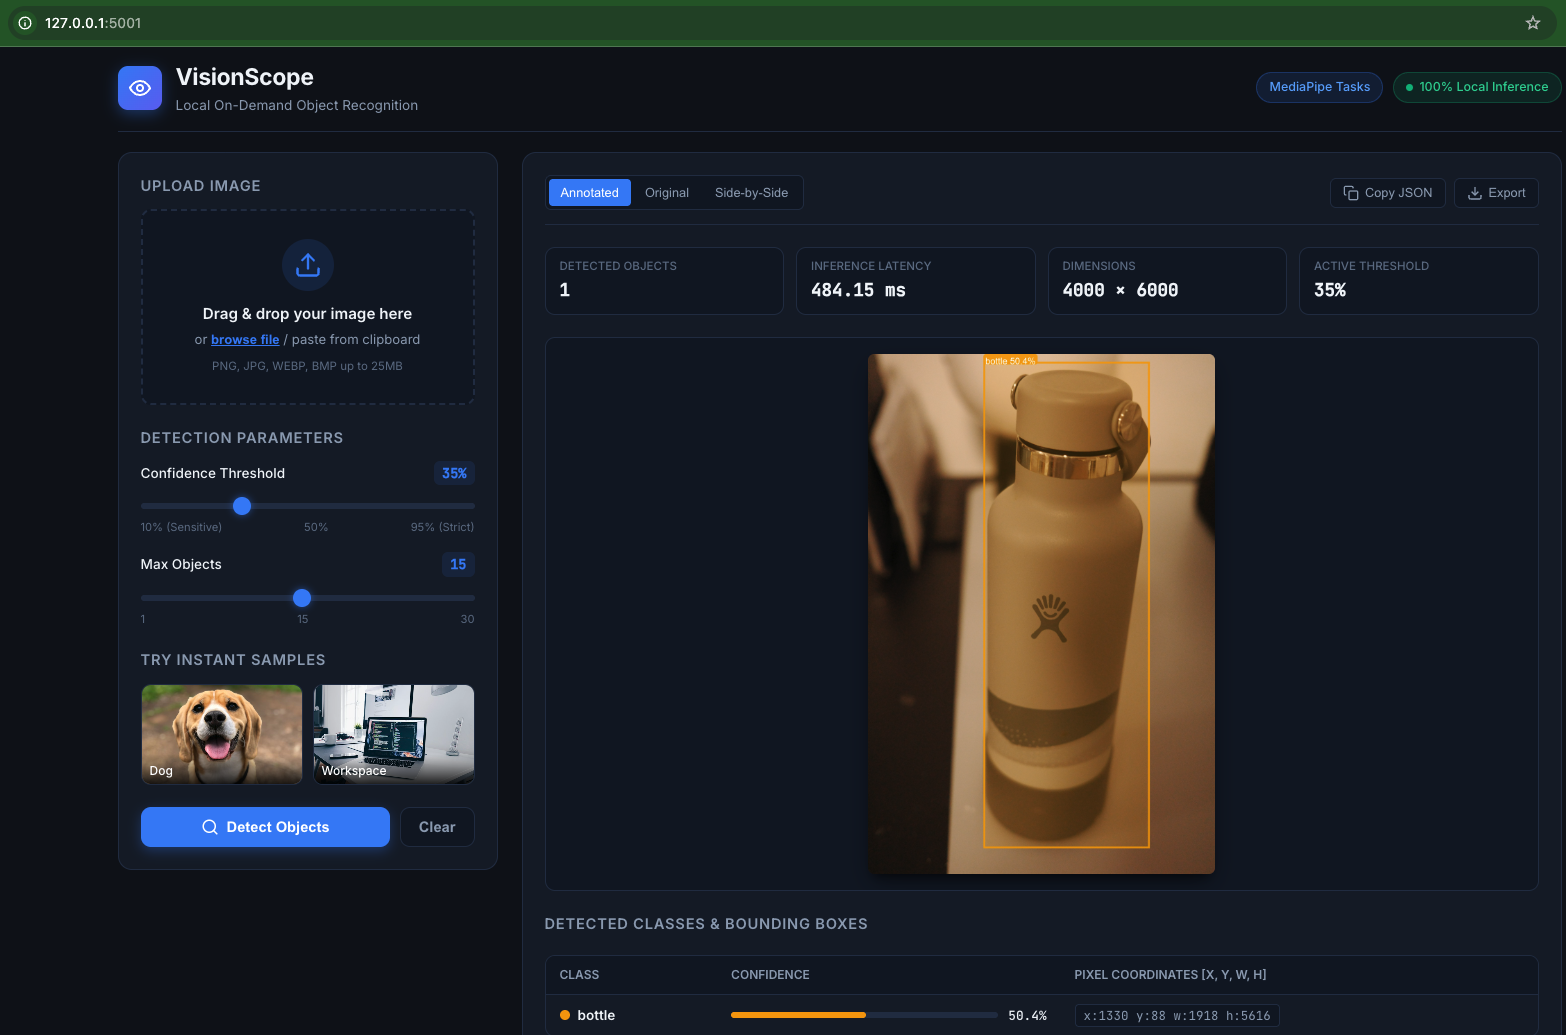 127.0.0.1:5001
VisionScope
Local On-Demand Object Recognition
MediaPipe Tasks
100% Local Inference
UPLOAD IMAGE
Drag & drop your image here
or browse file / paste from clipboard
PNG, JPG, WEBP, BMP up to 25MB
DETECTION PARAMETERS
Confidence Threshold
35%
10% (Sensitive)
50%
95% (Strict)
Max Objects
15
1
15
30
TRY INSTANT SAMPLES
Dog
Workspace
Detect Objects
Clear
Annotated
Original
Side-by-Side
Copy JSON
Export
DETECTED OBJECTS
1
INFERENCE LATENCY
484.15 ms
DIMENSIONS
4000 × 6000
ACTIVE THRESHOLD
35%
bottle 50.4%
DETECTED CLASSES & BOUNDING BOXES
CLASS
CONFIDENCE
PIXEL COORDINATES [X, Y, W, H]
bottle
50.4%
x:1330 y:88 w:1918 h:5616